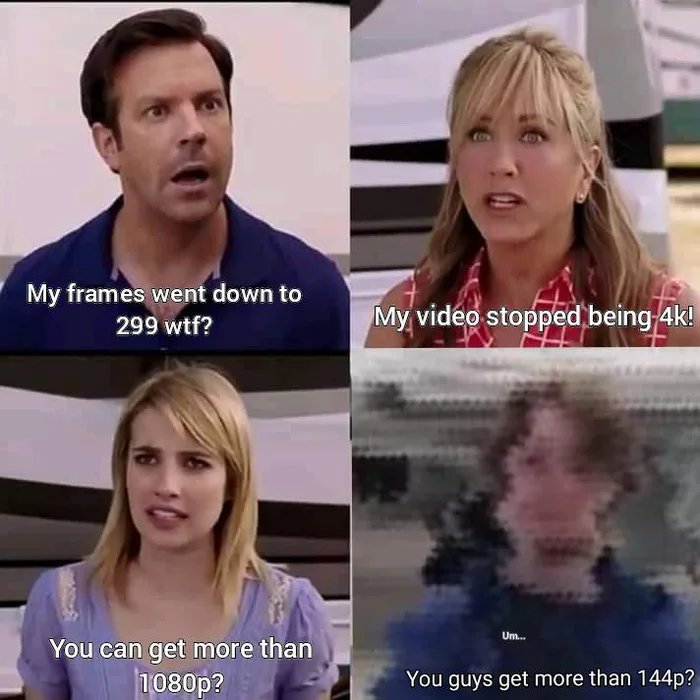 My frames went down to
299 wtf?
My video stopped being 4k!
You can get more than
1080p?
Um...
You guys get more than 144p?